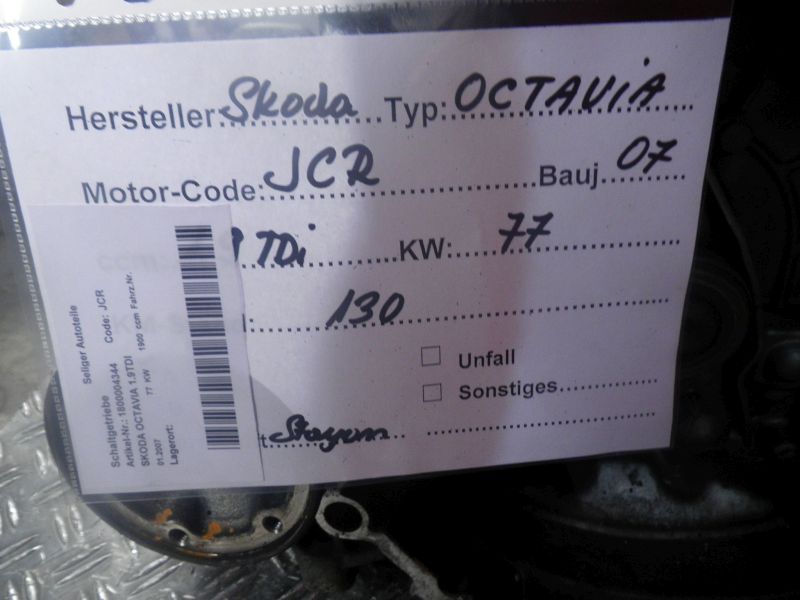 Hersteller: Skoda Typ: OCTAVIA
Motor-Code: JCR Bauj. 07
ccm: 1.9 TDi KW: 77
130
Unfall
Sonstiges
Seliger Autoteile
Schaltgetriebe Code: JCR
Artikel-Nr.: 1800004344
SKODA OCTAVIA 1.9TDI
77 KW 1900 ccm Fahrz.Nr.
01.2007
Lagerort: